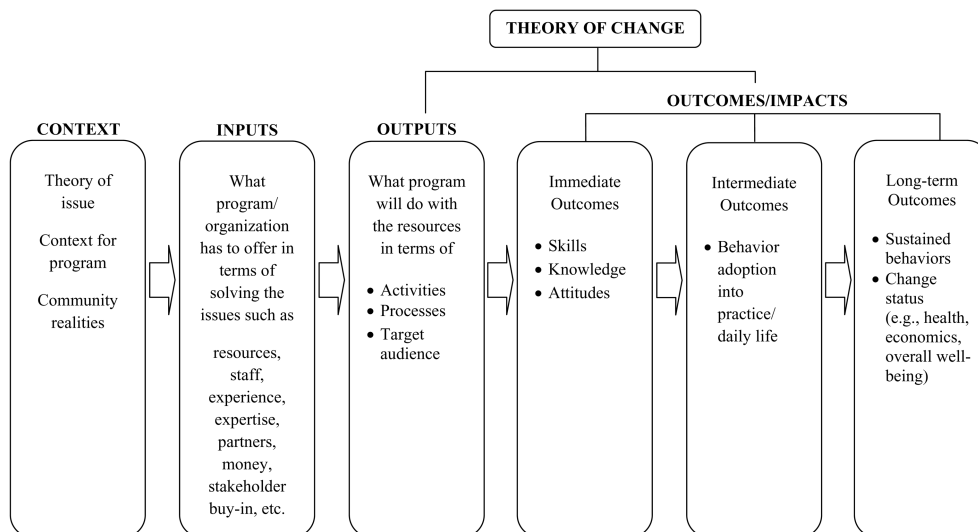 THEORY OF CHANGE
OUTCOMES/IMPACTS
CONTEXT
INPUTS
OUTPUTS
Theory of
issue
Context for
program
Community
realities
What
program/
organization
has to offer in
terms of
solving the
issues such as
resources,
staff,
experience,
expertise,
partners,
money,
stakeholder
buy-in, etc.
What program
will do with
the resources
in terms of
• Activities
• Processes
• Target
audience
Immediate
Outcomes
• Skills
• Knowledge
• Attitudes
Intermediate
Outcomes
• Behavior
adoption
into
practice/
daily life
Long-term
Outcomes
• Sustained
behaviors
• Change
status
(e.g., health,
economics,
overall well-
being)